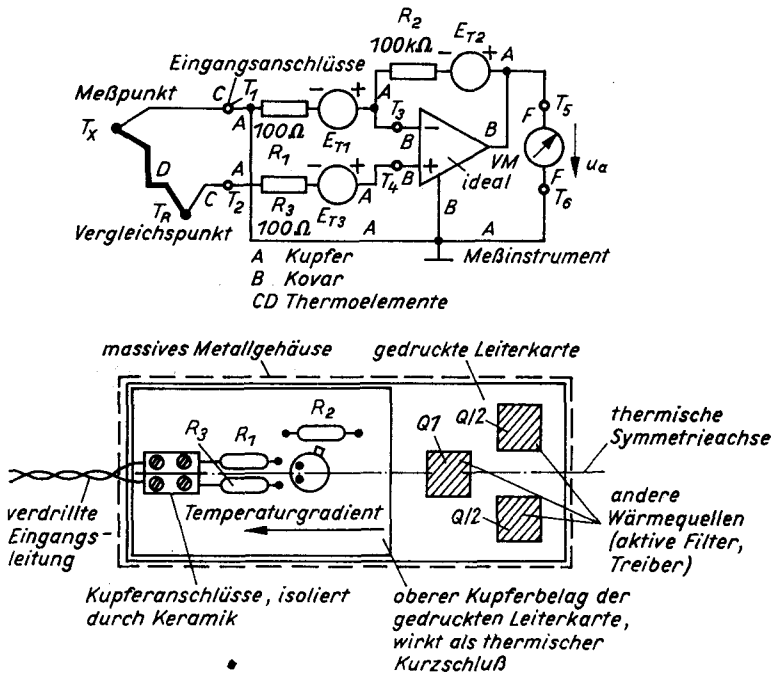 R2
100kΩ
− ET2 + A
Eingangsanschlüsse
Meßpunkt
C T1
A
− +
A
T3
B
−
B
T5
F
TX
100Ω
R1
ET1
VM
ideal
ua
D
A
− +
T4
B
+
F
T6
TR
C T2
R3
100Ω
ET3
A
B
Vergleichspunkt
A
A
A Kupfer
Meßinstrument
B Kovar
CD Thermoelemente
massives Metallgehäuse
gedruckte Leiterkarte
R2
Q/2
thermische
Symmetrieachse
R3
R1
Q1
verdrillte
Eingangs-
leitung
Temperaturgradient
Q/2
andere
Wärmequellen
(aktive Filter,
Treiber)
Kupferanschlüsse, isoliert
durch Keramik
oberer Kupferbelag der
gedruckten Leiterkarte,
wirkt als thermischer
Kurzschluß